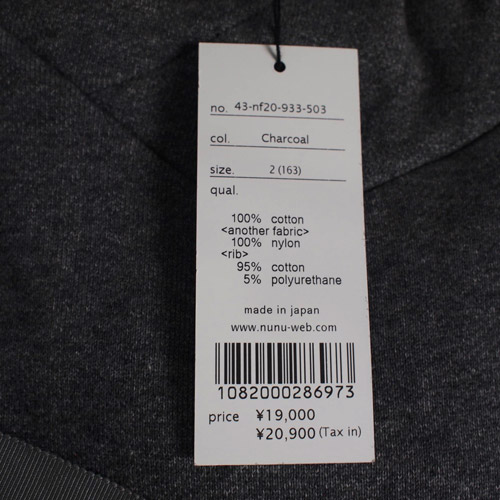 no. 43-nf20-933-503
col. Charcoal
size. 2 (163)
qual.
100% cotton
<another fabric>
100% nylon
<rib>
95% cotton
5% polyurethane
made in japan
www.nunu-web.com
1082000286973
price ¥19,000
¥20,900 (Tax in)